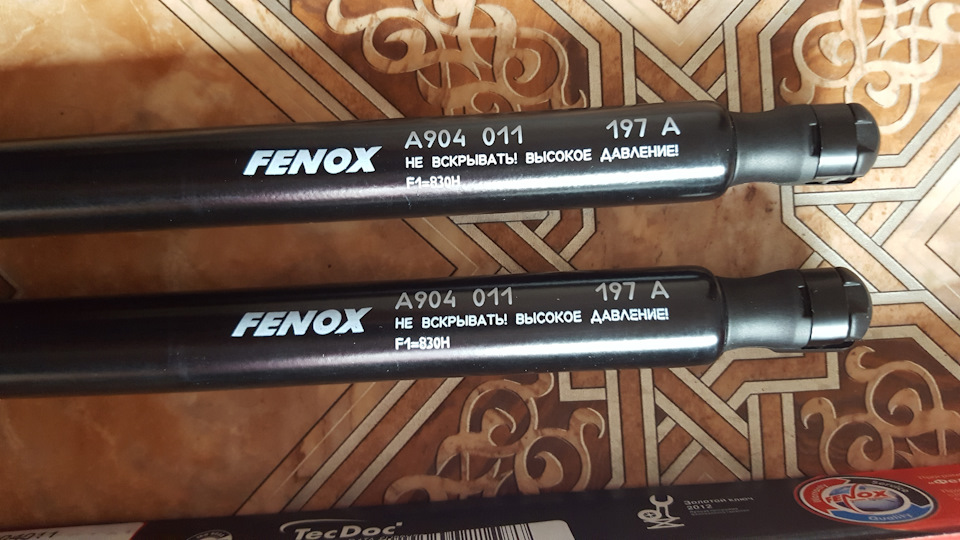 FENOX A904 011 197 A
НЕ ВСКРЫВАТЬ! ВЫСОКОЕ ДАВЛЕНИЕ!
F1=830H
FENOX A904 011 197 A
НЕ ВСКРЫВАТЬ! ВЫСОКОЕ ДАВЛЕНИЕ!
F1=830H
TecDoc
Золотой ключ
2012
FENOX
Quality